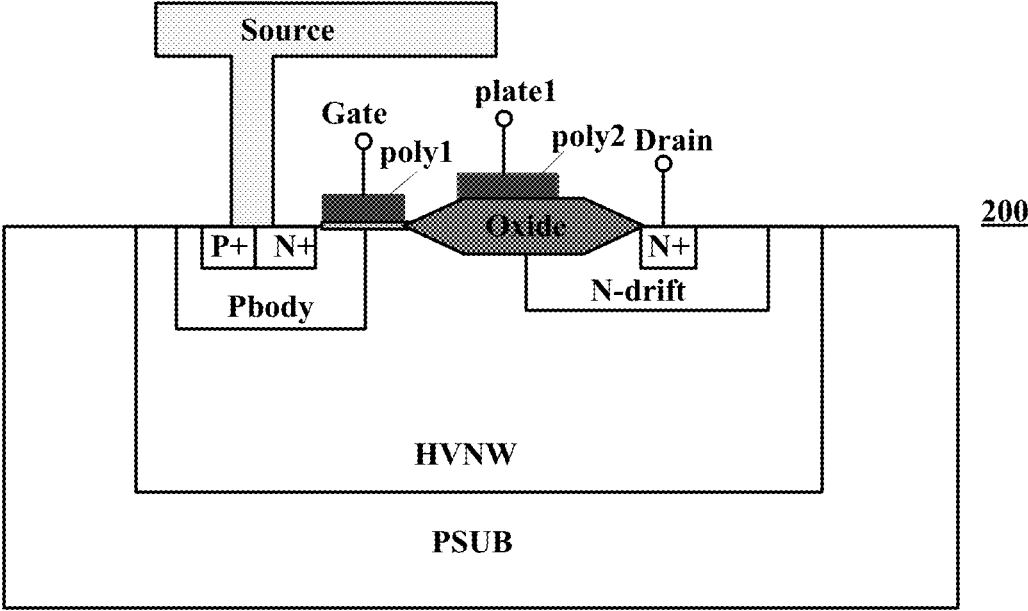 Source
Gate
plate1
poly1
poly2
Drain
200
Oxide
P+
N+
N+
Pbody
N-drift
HVNW
PSUB